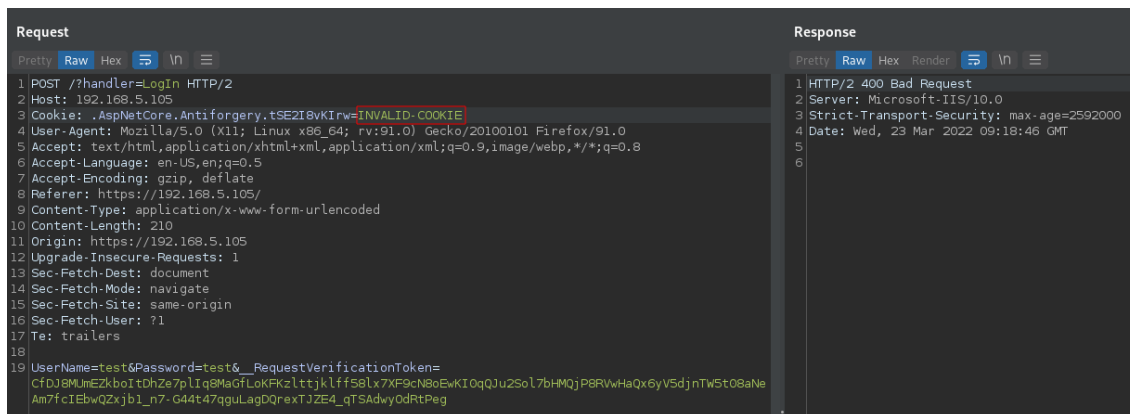 Request
Pretty Raw Hex \n
1 POST /?handler=LogIn HTTP/2
2 Host: 192.168.5.105
3 Cookie: .AspNetCore.Antiforgery.tSE2I8vKIrw=INVALID-COOKIE
4 User-Agent: Mozilla/5.0 (X11; Linux x86_64; rv:91.0) Gecko/20100101 Firefox/91.0
5 Accept: text/html,application/xhtml+xml,application/xml;q=0.9,image/webp,*/*;q=0.8
6 Accept-Language: en-US,en;q=0.5
7 Accept-Encoding: gzip, deflate
8 Referer: https://192.168.5.105/
9 Content-Type: application/x-www-form-urlencoded
10 Content-Length: 210
11 Origin: https://192.168.5.105
12 Upgrade-Insecure-Requests: 1
13 Sec-Fetch-Dest: document
14 Sec-Fetch-Mode: navigate
15 Sec-Fetch-Site: same-origin
16 Sec-Fetch-User: ?1
17 Te: trailers
18
19 UserName=test&Password=test&__RequestVerificationToken=
CfDJ8MUmEZkboItDhZe7plIq8MaGfLoKFKzlttjklff58lx7XF9cN8oEwKIOqQJu2Sol7bHMQjP8RVwHaQx6yV5djnTW5t08aNe
Am7fcIEbwQZxjb1_n7-G44t47qguLagDQrexTJZE4_qTSAdwyOdRtPeg
Response
Pretty Raw Hex Render \n
1 HTTP/2 400 Bad Request
2 Server: Microsoft-IIS/10.0
3 Strict-Transport-Security: max-age=2592000
4 Date: Wed, 23 Mar 2022 09:18:46 GMT
5
6